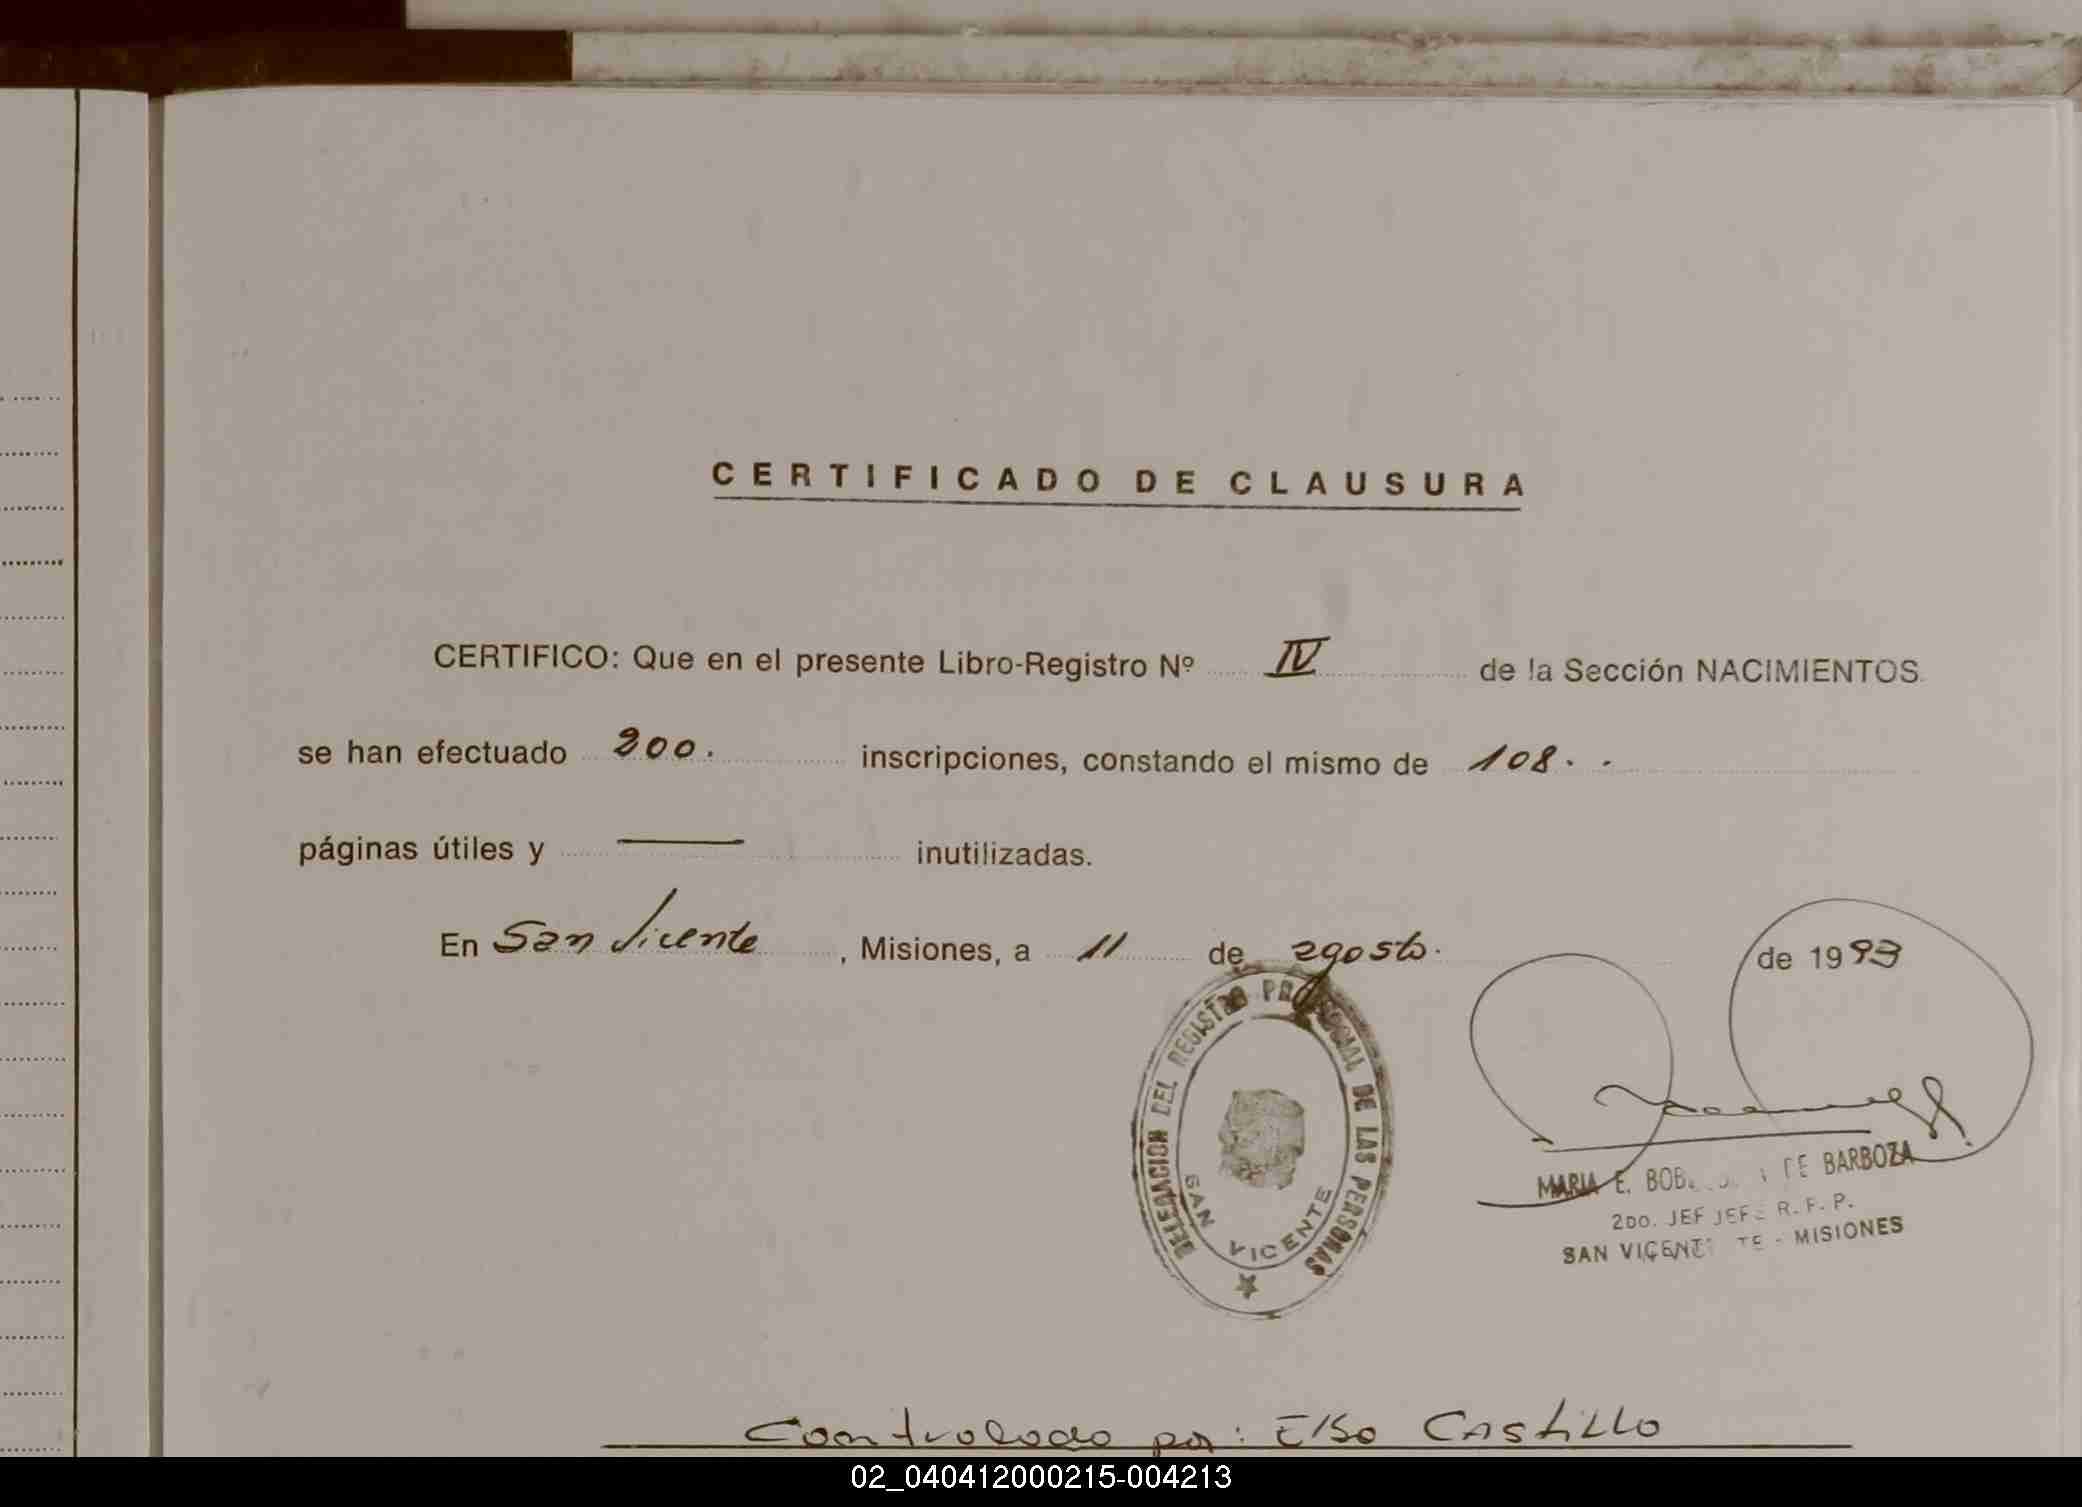 CERTIFICADO DE CLAUSURA
CERTIFICO: Que en el presente Libro-Registro Nº IV de la Sección NACIMIENTOS
se han efectuado 200. inscripciones, constando el mismo de 108. .
páginas útiles y — inutilizadas.
En San Vicente, Misiones, a 11 de agosto. de 1993
DELEGACION DEL REGISTRO PROVINCIAL DE LAS PERSONAS
SAN VICENTE
MARIA E. DE BARBOZA
2DO. JEF JEFE R. P. P.
SAN VICENTE TE - MISIONES
Controlado por: Elso Castillo
02_040412000215-004213